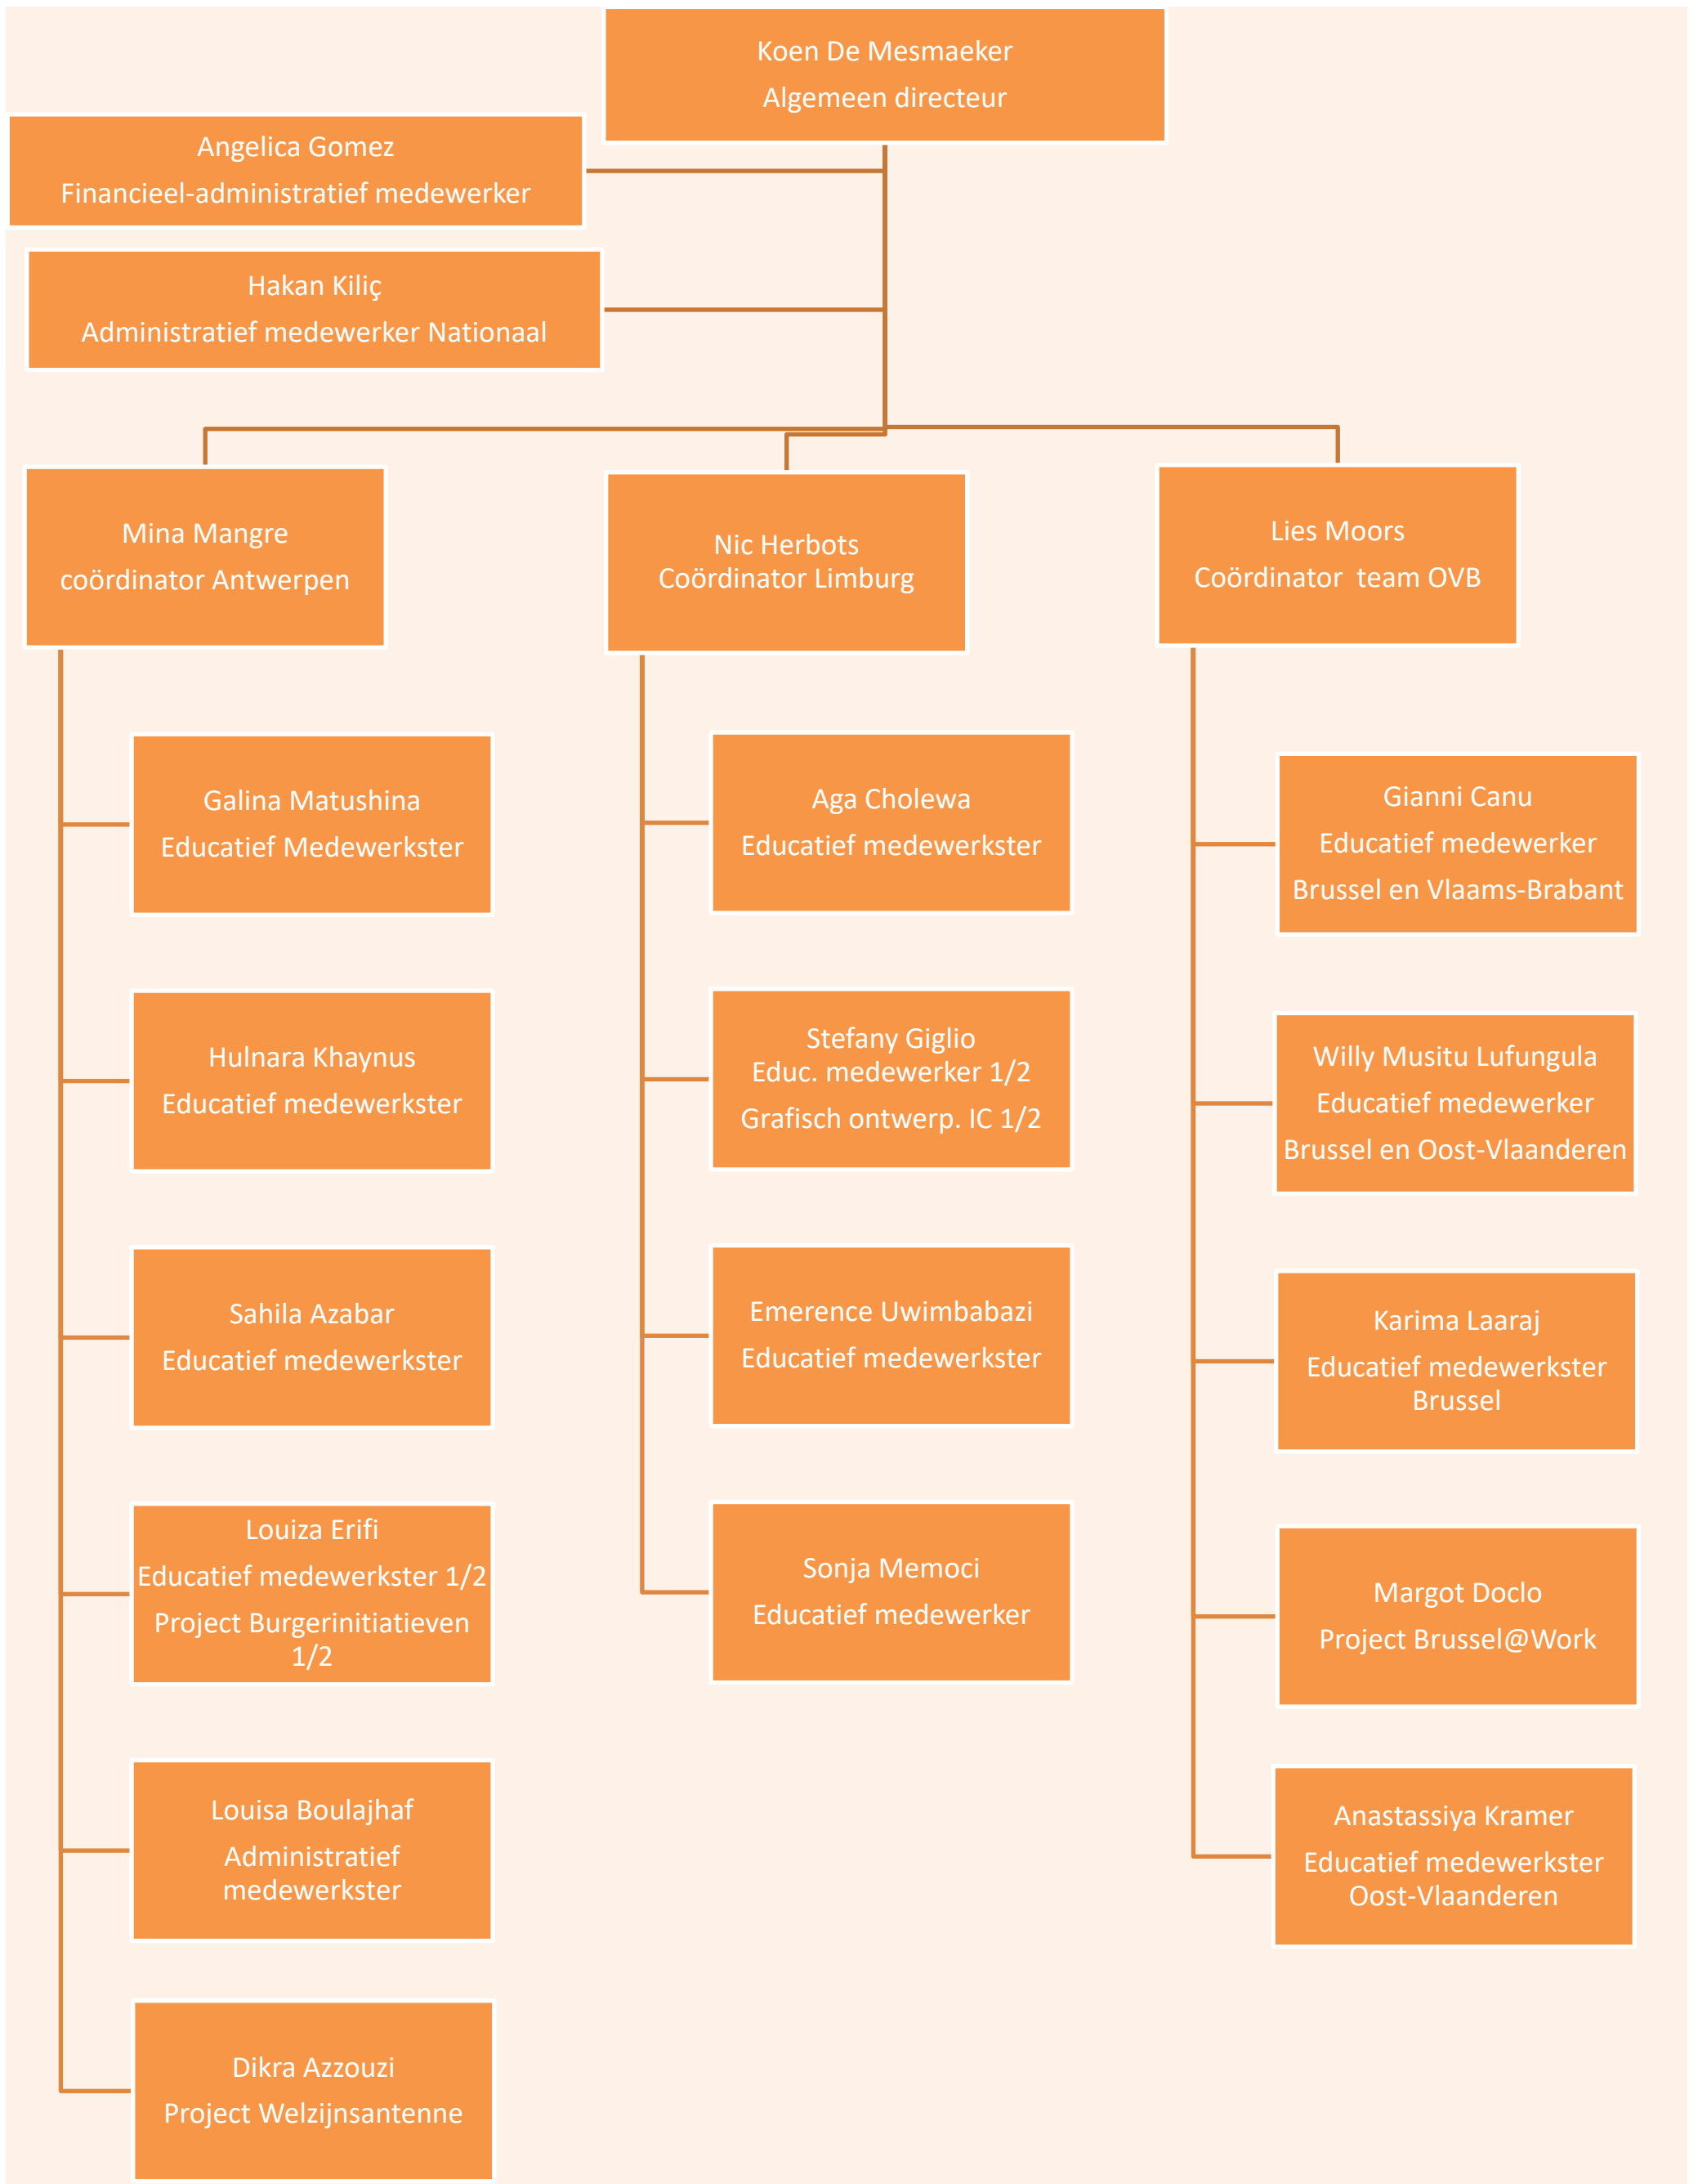 Koen De Mesmaeker
Algemeen directeur
Angelica Gomez
Financieel-administratief medewerker
Hakan Kiliç
Administratief medewerker Nationaal
Mina Mangre
coördinator Antwerpen
Nic Herbots
Coördinator Limburg
Lies Moors
Coördinator  team OVB
Galina Matushina
Educatief Medewerkster
Hulnara Khaynus
Educatief medewerkster
Sahila Azabar
Educatief medewerkster
Louiza Erifi
Educatief medewerkster 1/2
Project Burgerinitiatieven
1/2
Louisa Boulajhaf
Administratief
medewerkster
Dikra Azzouzi
Project Welzijnsantenne
Aga Cholewa
Educatief medewerkster
Stefany Giglio
Educ. medewerker 1/2
Grafisch ontwerp. IC 1/2
Emerence Uwimbabazi
Educatief medewerkster
Sonja Memoci
Educatief medewerker
Gianni Canu
Educatief medewerker
Brussel en Vlaams-Brabant
Willy Musitu Lufungula
Educatief medewerker
Brussel en Oost-Vlaanderen
Karima Laaraj
Educatief medewerkster
Brussel
Margot Doclo
Project Brussel@Work
Anastassiya Kramer
Educatief medewerkster
Oost-Vlaanderen